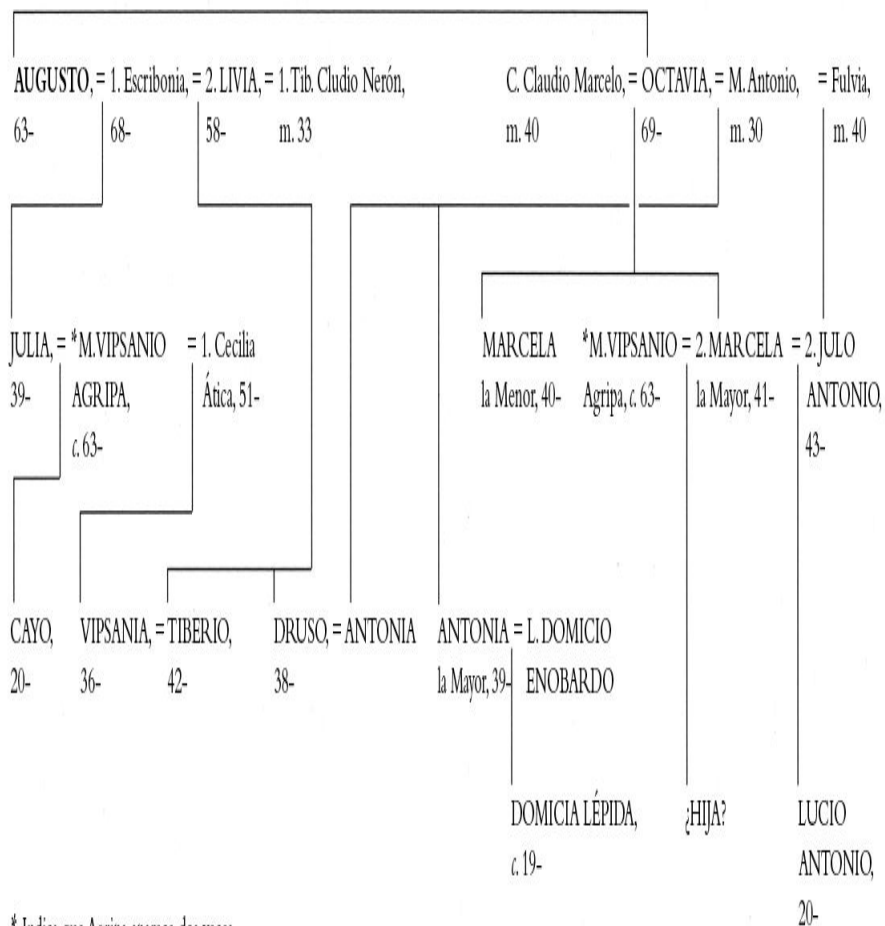 AUGUSTO, = 1. Escribonia, = 2. LIVIA, = 1. Tib. Cludio Nerón, C. Claudio Marcelo, = OCTAVIA, = M. Antonio, = Fulvia,
63- 68- 58- m. 33 m. 40 69- m. 30 m. 40
JULIA, = *M. VIPSANIO = 1. Cecilia MARCELA *M. VIPSANIO = 2. MARCELA = 2. JULO
39- AGRIPA, Ática, 51- la Menor, 40- Agripa, c. 63- la Mayor, 41- ANTONIO,
c. 63- 43-
CAYO, VIPSANIA, = TIBERIO, DRUSO, = ANTONIA ANTONIA = L. DOMICIO
20- 36- 42- 38- la Mayor, 39- ENOBARDO
DOMICIA LÉPIDA, ¿HIJA? LUCIO
c. 19- ANTONIO,
20-